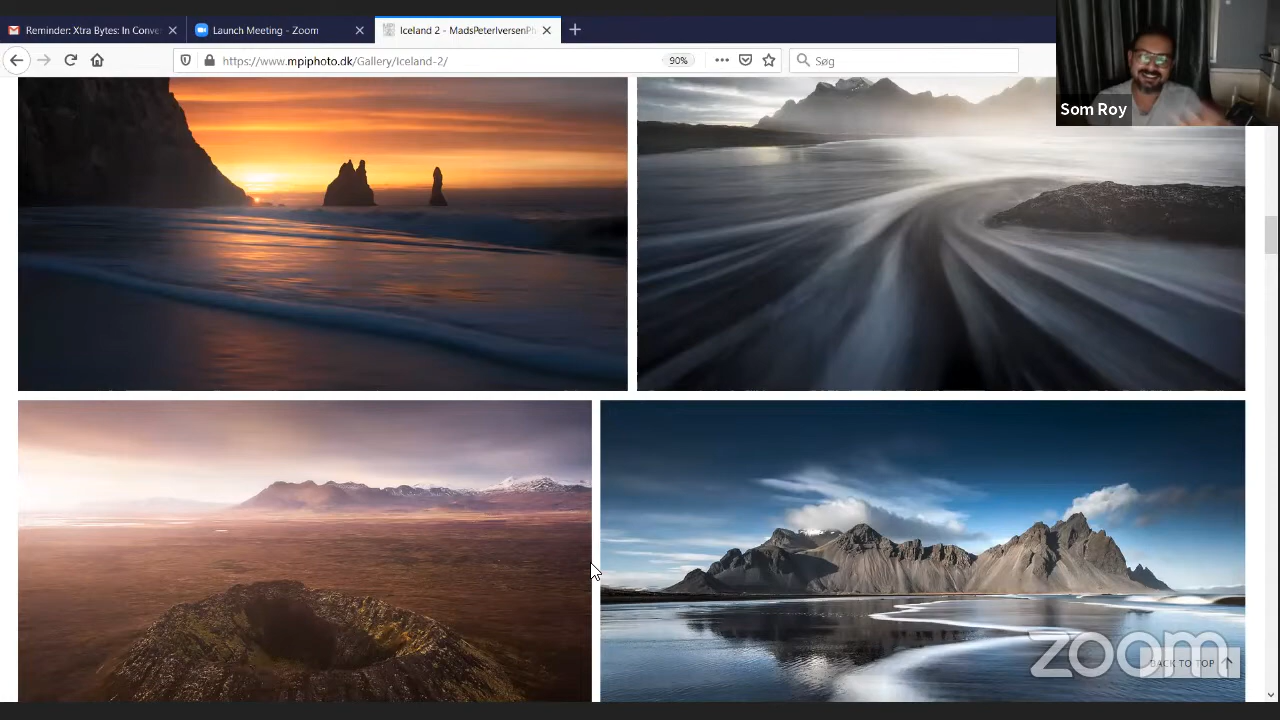 Reminder: Xtra Bytes: In Conver
Launch Meeting - Zoom
Iceland 2 - MadsPeterIversenPh
https://www.mpiphoto.dk/Gallery/Iceland-2/
90%
Søg
Som Roy
zoom
BACK TO TOP